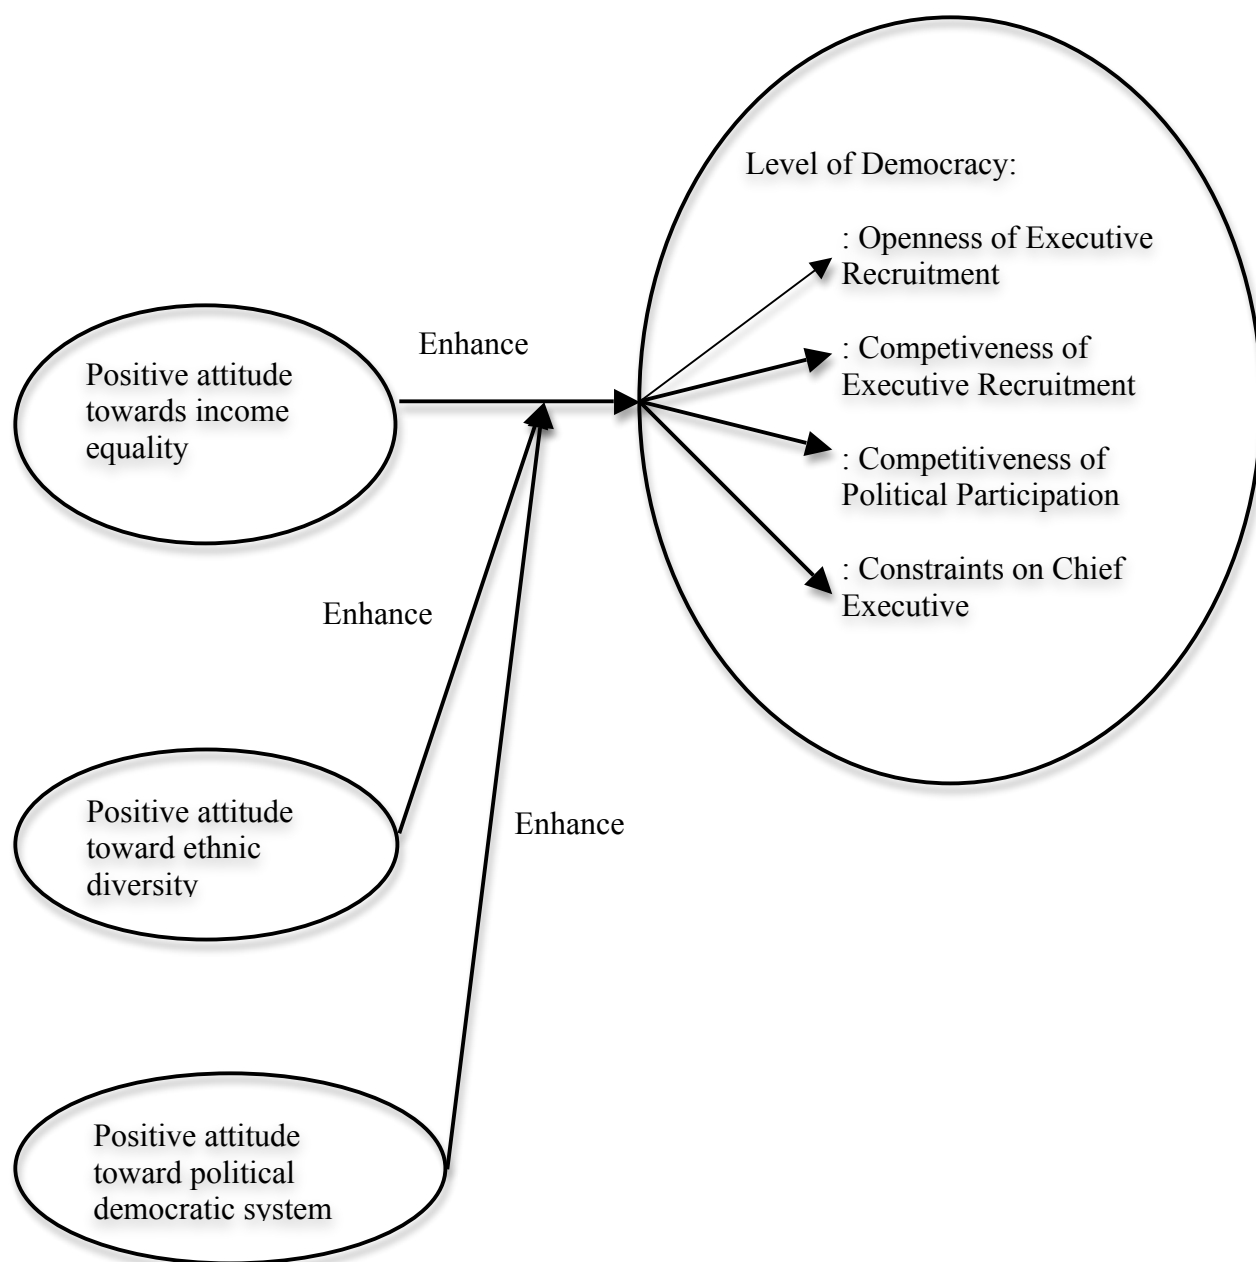 Level of Democracy:
: Openness of Executive
Recruitment
Enhance
: Competiveness of
Executive Recruitment
Positive attitude
towards income
equality
: Competitiveness of
Political Participation
: Constraints on Chief
Executive
Enhance
Positive attitude
toward ethnic
diversity
Enhance
Positive attitude
toward political
democratic system